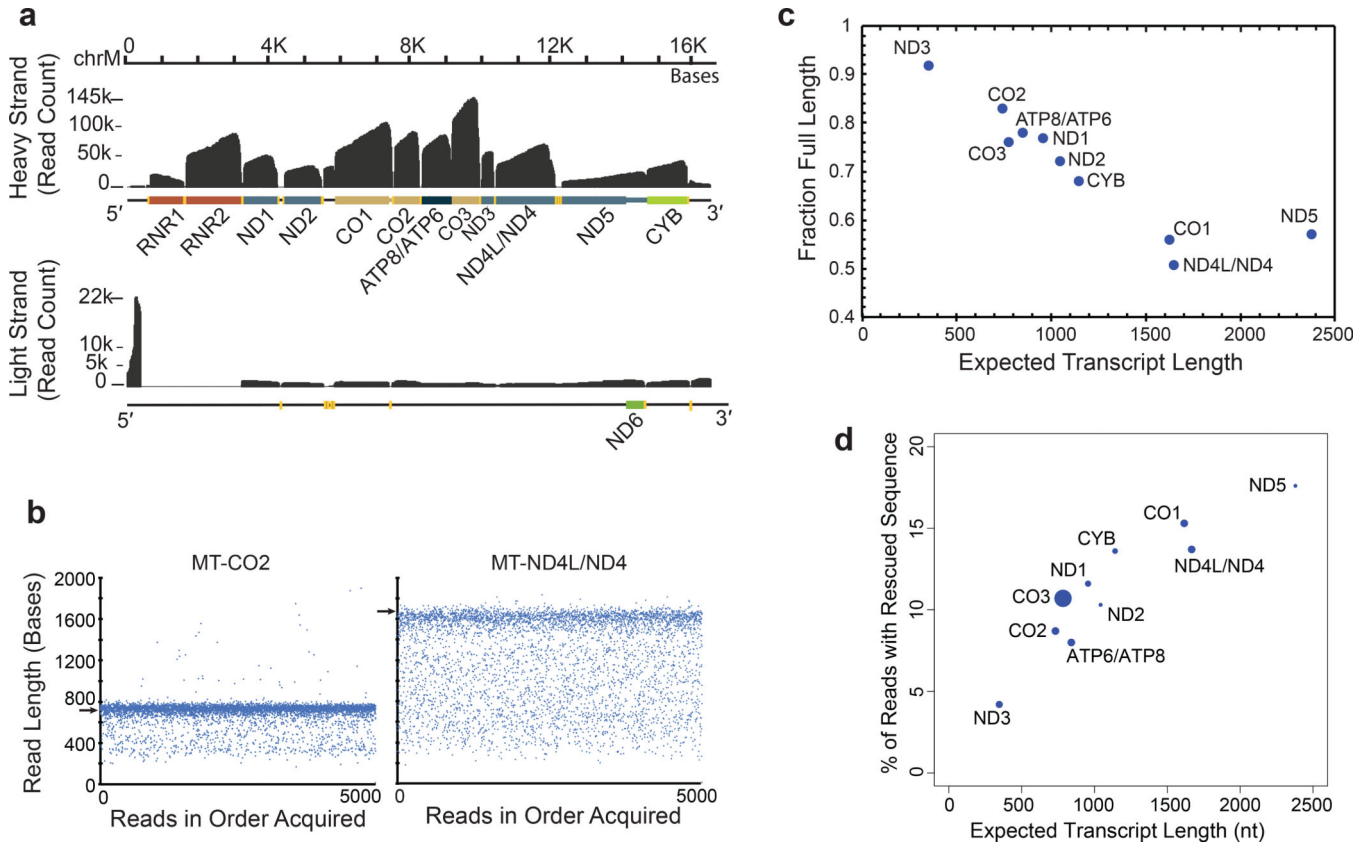 a
0 4K 8K 12K 16K
chrM
Bases
Heavy Strand
(Read Count)
145k
100k
50k
0
5′ 3′
RNR1 RNR2 ND1 ND2 CO1 CO2 ATP8/ATP6 CO3 ND3 ND4L/ND4 ND5 CYB
Light Strand
(Read Count)
22k
10k
5k
0
5′ 3′
ND6
b
MT-CO2 MT-ND4L/ND4
Read Length (Bases)
2000
1600
1200
800
400
0
0 5000 0 5000
Reads in Order Acquired Reads in Order Acquired
c
Fraction Full Length
1
0.9
0.8
0.7
0.6
0.5
0.4
ND3
CO2
ATP8/ATP6
CO3 ND1
ND2
CYB
CO1 ND5
ND4L/ND4
0 500 1000 1500 2000 2500
Expected Transcript Length
d
% of Reads with Rescued Sequence
20
15
10
5
0
ND5
CO1
CYB
ND4L/ND4
ND1
CO3
ND2
CO2
ATP6/ATP8
ND3
0 500 1000 1500 2000 2500
Expected Transcript Length (nt)